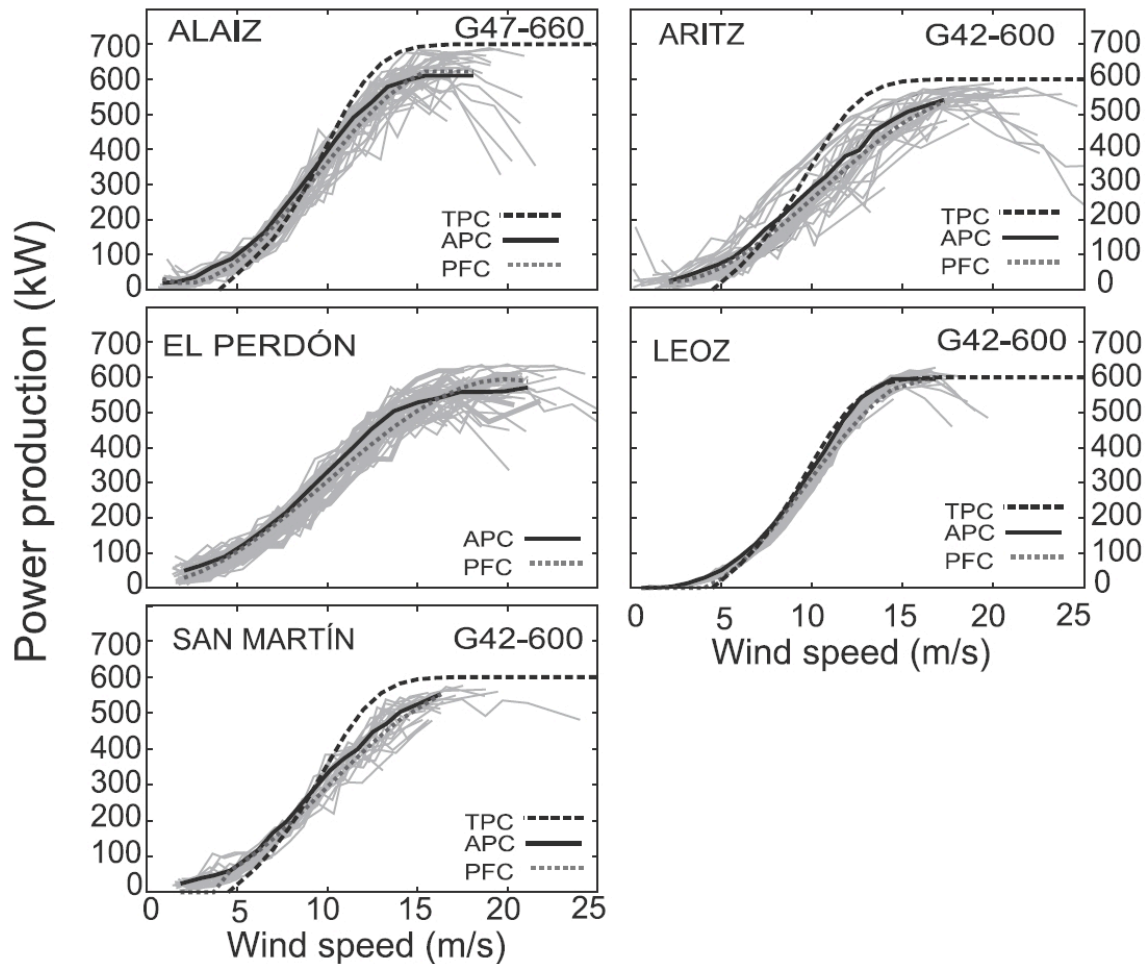 Power production (kW)
ALAIZ G47-660
700
600
500
400
300
200
100
0
TPC
APC
PFC
ARITZ G42-600
700
600
500
400
300
200
100
0
TPC
APC
PFC
EL PERDÓN
700
600
500
400
300
200
100
0
APC
PFC
LEOZ G42-600
700
600
500
400
300
200
100
0
TPC
APC
PFC
0 5 10 15 20 25
Wind speed (m/s)
SAN MARTÍN G42-600
700
600
500
400
300
200
100
0
TPC
APC
PFC
0 5 10 15 20 25
Wind speed (m/s)